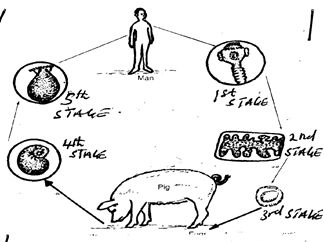 Man
1st
STAGE
5th
STAGE.
2nd
STAGE
4th
STAGE
Pig
3rd STAGE